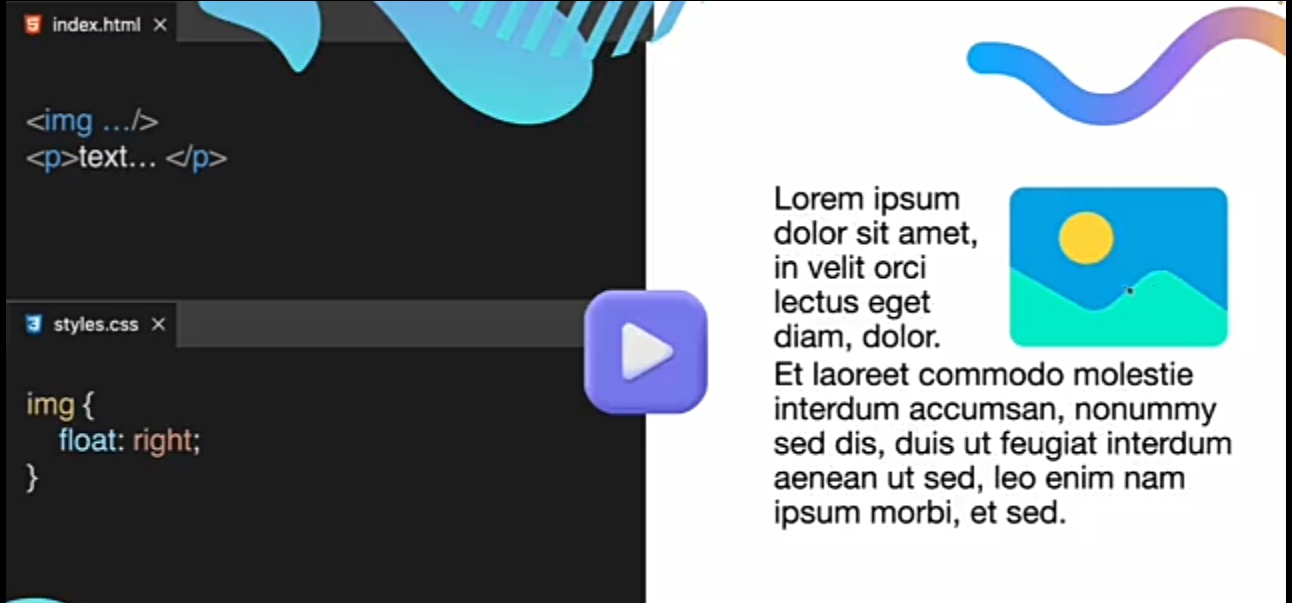 index.html ×
<img …/>
<p>text… </p>
styles.css ×
img {
float: right;
}
Lorem ipsum
dolor sit amet,
in velit orci
lectus eget
diam, dolor.
Et laoreet commodo molestie
interdum accumsan, nonummy
sed dis, duis ut feugiat interdum
aenean ut sed, leo enim nam
ipsum morbi, et sed.